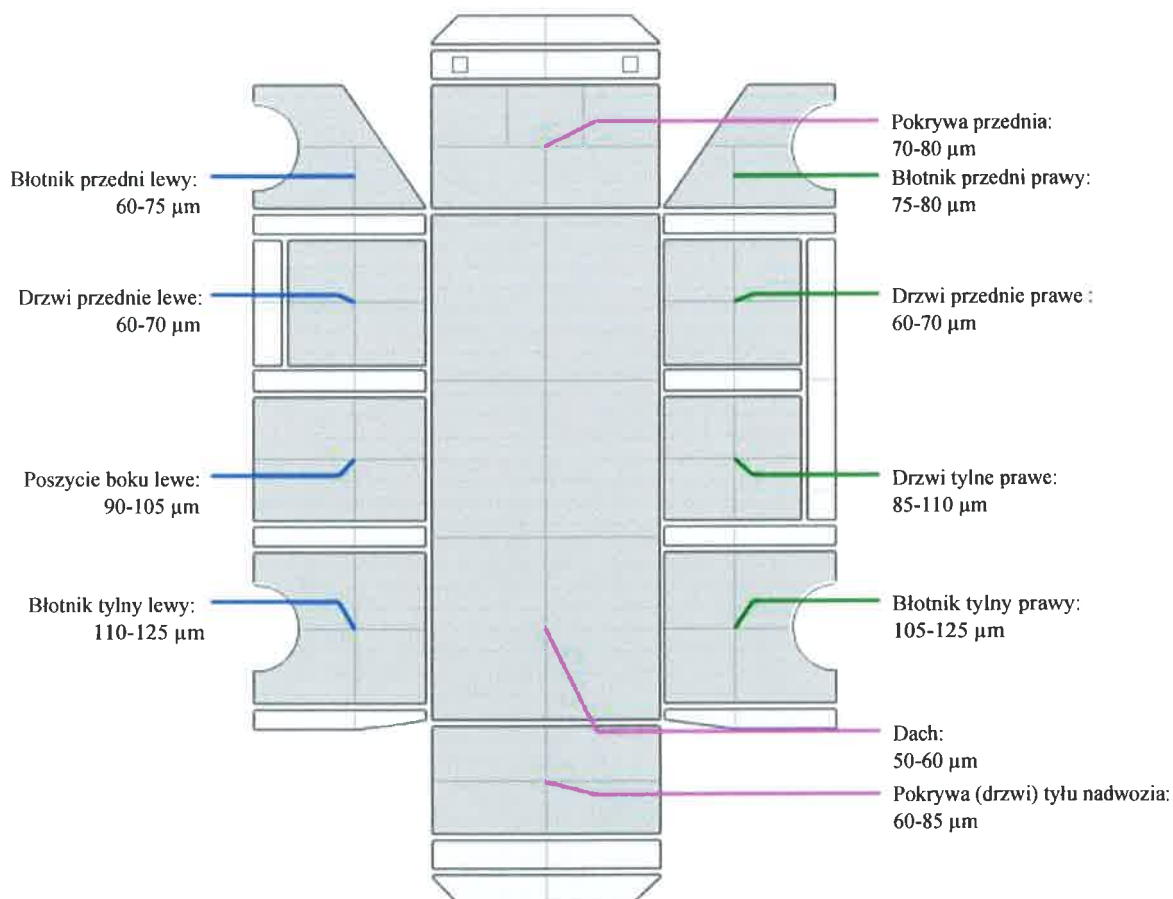 Błotnik przedni lewy:
60-75 µm
Drzwi przednie lewe:
60-70 µm
Poszycie boku lewe:
90-105 µm
Błotnik tylny lewy:
110-125 µm
Pokrywa przednia:
70-80 µm
Błotnik przedni prawy:
75-80 µm
Drzwi przednie prawe :
60-70 µm
Drzwi tylne prawe:
85-110 µm
Błotnik tylny prawy:
105-125 µm
Dach:
50-60 µm
Pokrywa (drzwi) tyłu nadwozia:
60-85 µm